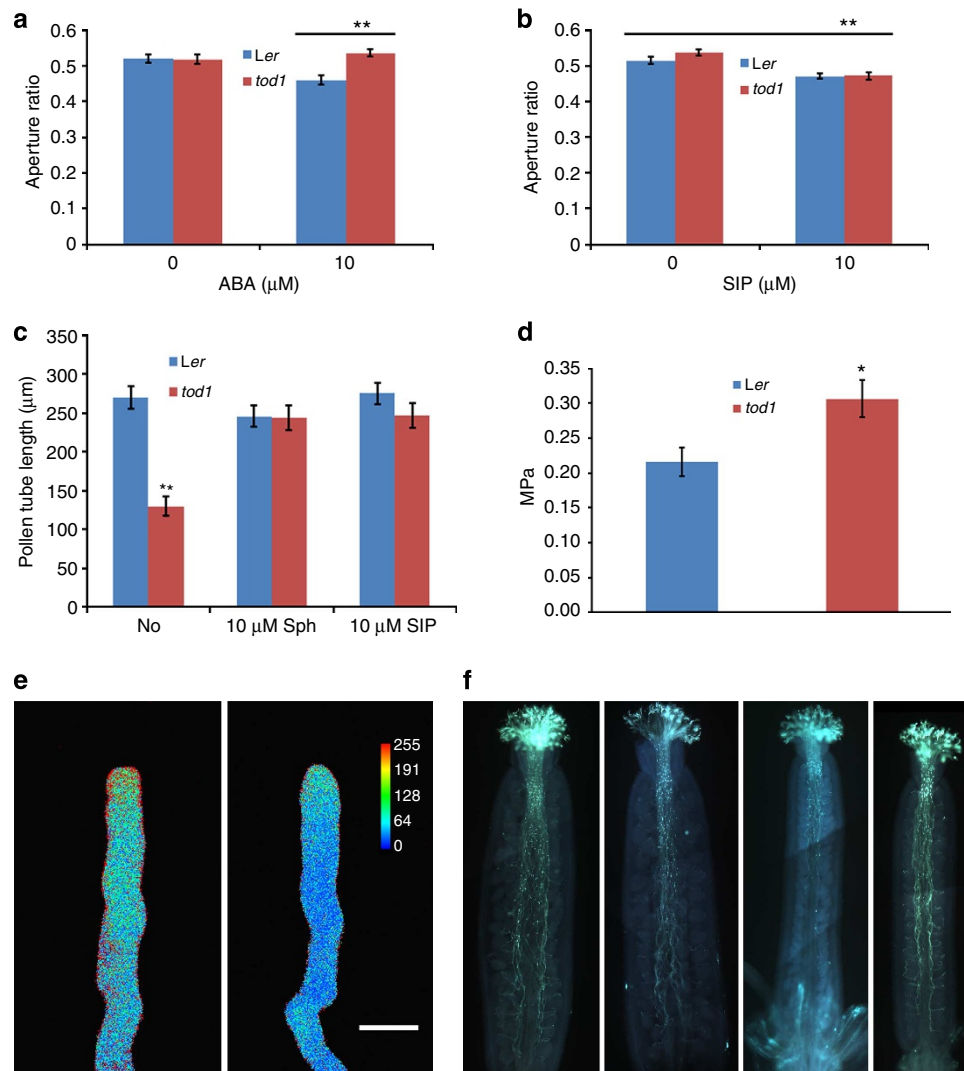 a
**
0.6
0.5
0.4
0.3
0.2
0.1
0
Aperture ratio
Ler
tod1
0
10
ABA (μM)
b
**
0.6
0.5
0.4
0.3
0.2
0.1
0
Aperture ratio
Ler
tod1
0
10
SIP (μM)
c
350
300
250
200
150
100
50
0
Pollen tube length (μm)
Ler
tod1
**
No
10 μM Sph
10 μM SIP
d
0.35
0.30
0.25
0.20
0.15
0.10
0.05
0.00
MPa
Ler
tod1
*
e
255
191
128
64
0
f